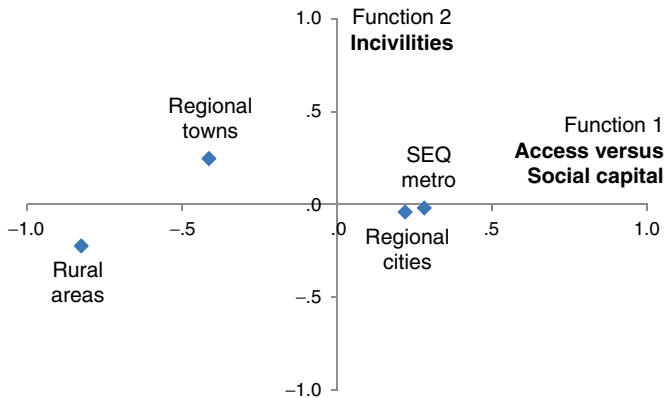 1.0
Function 2
Incivilities
Regional
towns
.5
Function 1
Access versus
Social capital
SEQ
metro
.0
−1.0
−.5
.0
.5
1.0
Regional
cities
Rural
areas
−.5
−1.0